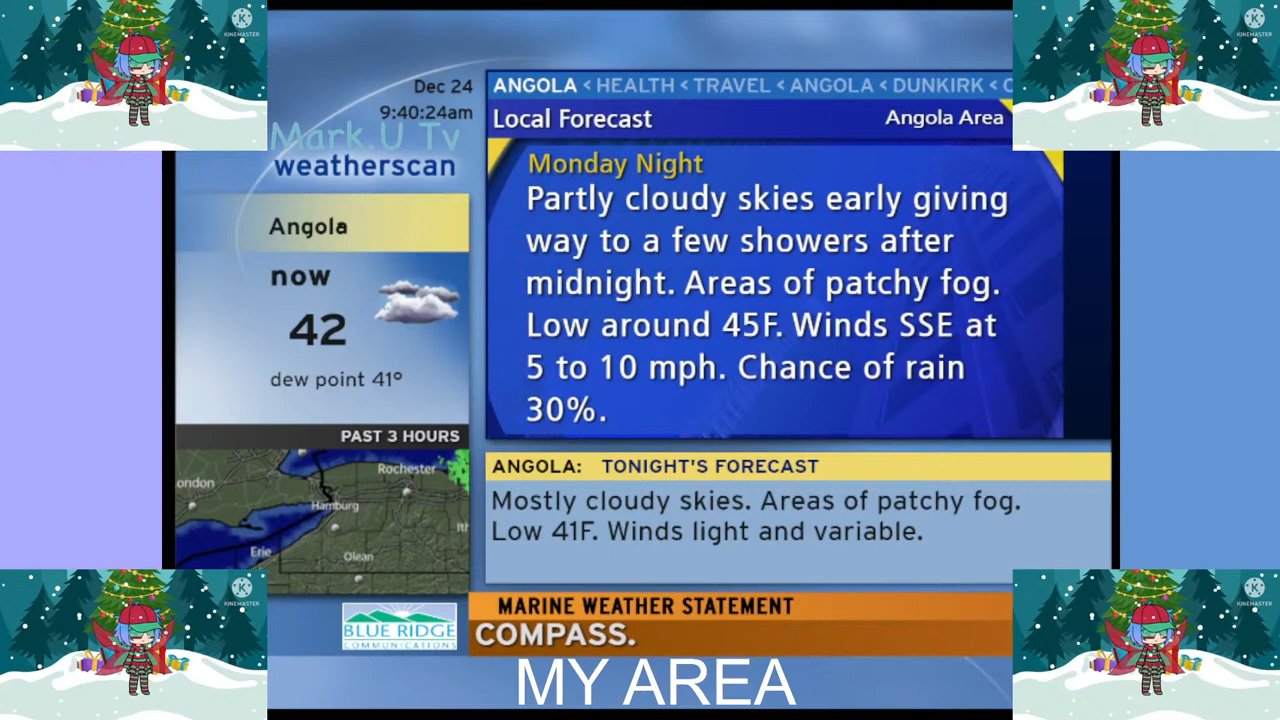 K
KINEMASTER
K
KINEMASTER
Dec 24
9:40:24am
Mark.U Tv
weatherscan
ANGOLA < HEALTH < TRAVEL < ANGOLA < DUNKIRK <
Local Forecast
Angola Area
Monday Night
Partly cloudy skies early giving
way to a few showers after
midnight. Areas of patchy fog.
Low around 45F. Winds SSE at
5 to 10 mph. Chance of rain
30%.
Angola
now
42
dew point 41°
PAST 3 HOURS
Rochester
ondon
Hamburg
Ith
Erie
Olean
ANGOLA: TONIGHT'S FORECAST
Mostly cloudy skies. Areas of patchy fog.
Low 41F. Winds light and variable.
K
KINEMASTER
K
KINEMASTER
BLUE RIDGE
COMMUNICATIONS
MARINE WEATHER STATEMENT
COMPASS.
MY AREA